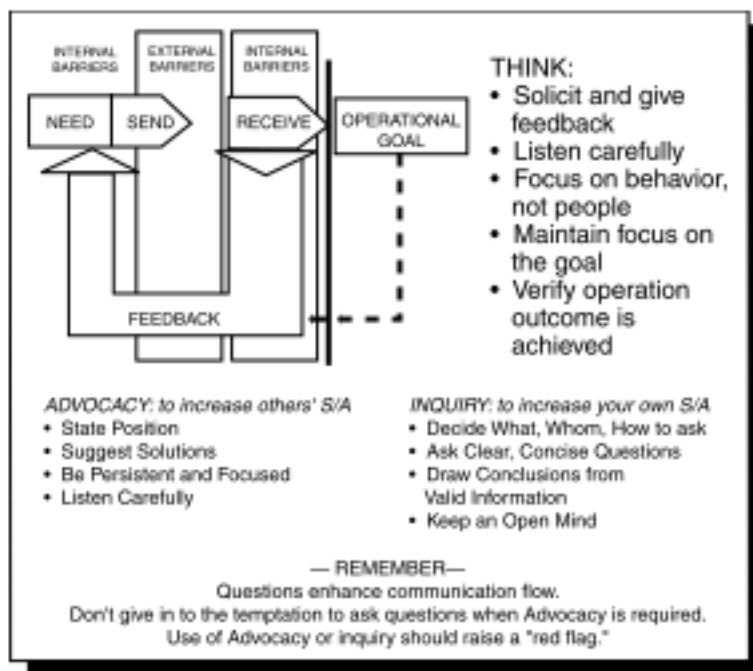 INTERNAL
BARRIERS
EXTERNAL
BARRIERS
INTERNAL
BARRIERS
NEED
SEND
RECEIVE
OPERATIONAL
GOAL
FEEDBACK
THINK:
• Solicit and give
feedback
• Listen carefully
• Focus on behavior,
not people
• Maintain focus on
the goal
• Verify operation
outcome is
achieved
ADVOCACY: to increase others' S/A
• State Position
• Suggest Solutions
• Be Persistent and Focused
• Listen Carefully
INQUIRY: to increase your own S/A
• Decide What, Whom, How to ask
• Ask Clear, Concise Questions
• Draw Conclusions from
Valid Information
• Keep an Open Mind
— REMEMBER—
Questions enhance communication flow.
Don't give in to the temptation to ask questions when Advocacy is required.
Use of Advocacy or inquiry should raise a "red flag."